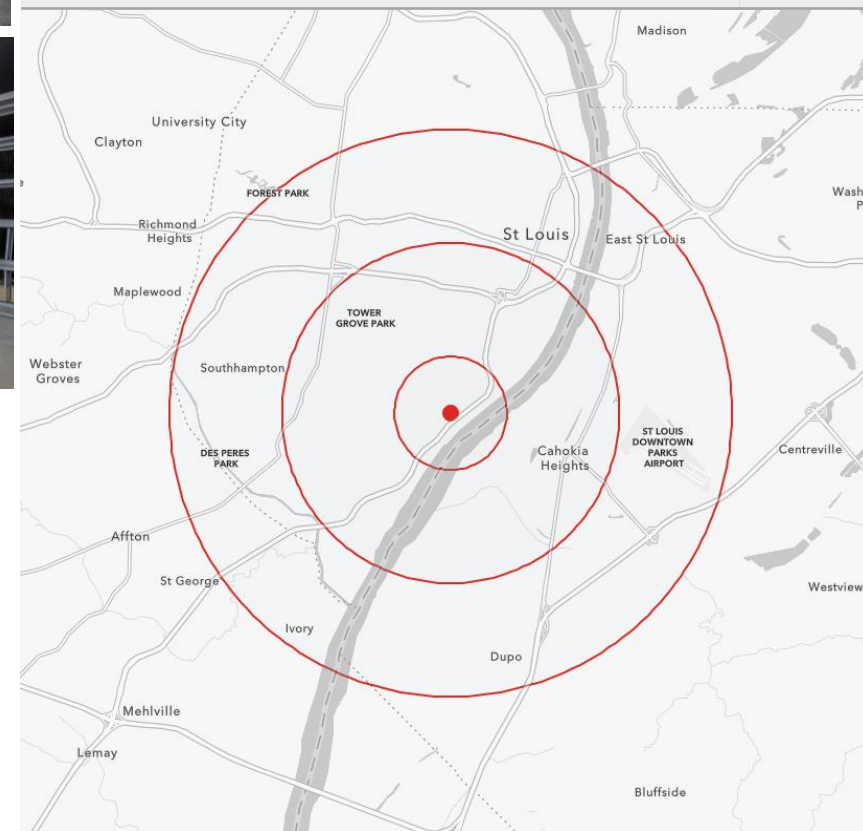 Madison
University City
Clayton
FOREST PARK
Richmond
Heights
St Louis
East St Louis
Maplewood
TOWER
GROVE PARK
Webster
Groves
Southhampton
ST LOUIS
DOWNTOWN
PARKS
AIRPORT
Centreville
Cahokia
Heights
DES PERES
PARK
Affton
St George
Westview
Ivory
Dupo
Mehlville
Lemay
Bluffside